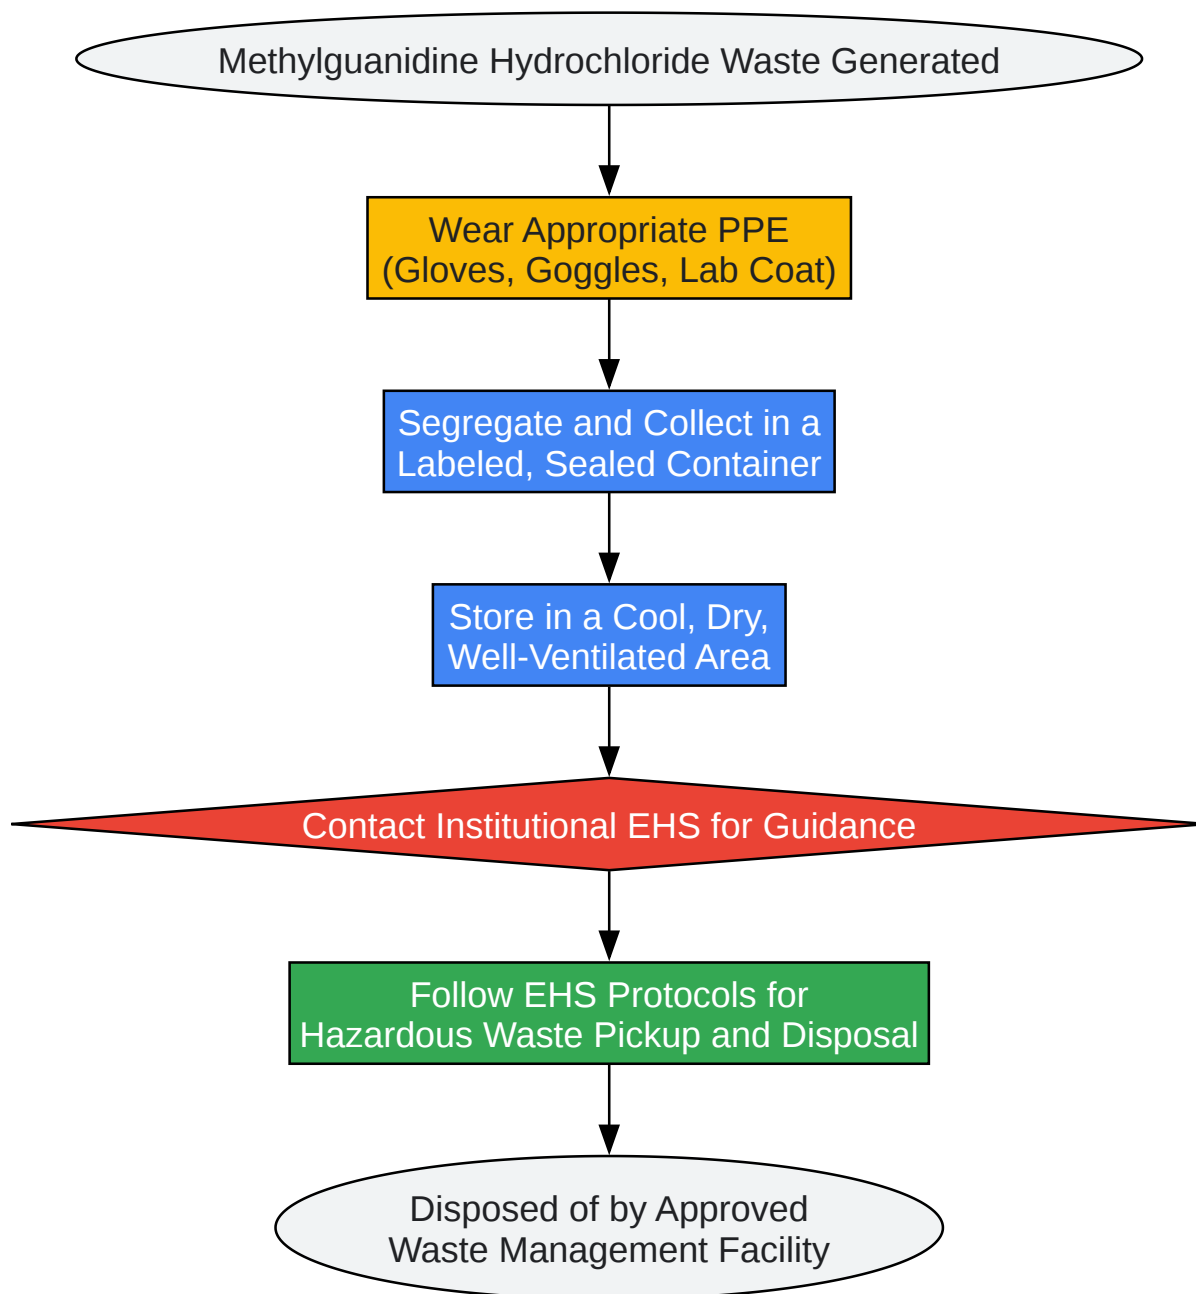 Methylguanidine Hydrochloride Waste Generated
Wear Appropriate PPE
(Gloves, Goggles, Lab Coat)
Segregate and Collect in a
Labeled, Sealed Container
Store in a Cool, Dry,
Well-Ventilated Area
Contact Institutional EHS for Guidance
Follow EHS Protocols for
Hazardous Waste Pickup and Disposal
Disposed of by Approved
Waste Management Facility